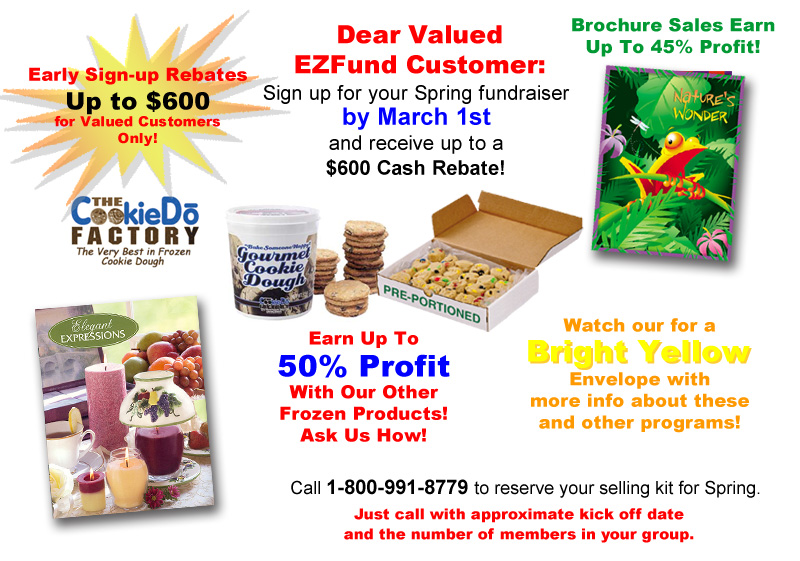 Early Sign-up Rebates
Up to $600
for Valued Customers
Only!
Dear Valued
EZFund Customer:
Sign up for your Spring fundraiser
by March 1st
and receive up to a
$600 Cash Rebate!
Brochure Sales Earn
Up To 45% Profit!
NATURE'S
WONDER
THE
CookieDō
FACTORY
The Very Best in Frozen
Cookie Dough
Gourmet
Cookie
Dough
CookieDō
PRE-PORTIONED
Elegant
EXPRESSIONS
Earn Up To
50% Profit
With Our Other
Frozen Products!
Ask Us How!
Watch our for a
Bright Yellow
Envelope with
more info about these
and other programs!
Call 1-800-991-8779 to reserve your selling kit for Spring.
Just call with approximate kick off date
and the number of members in your group.